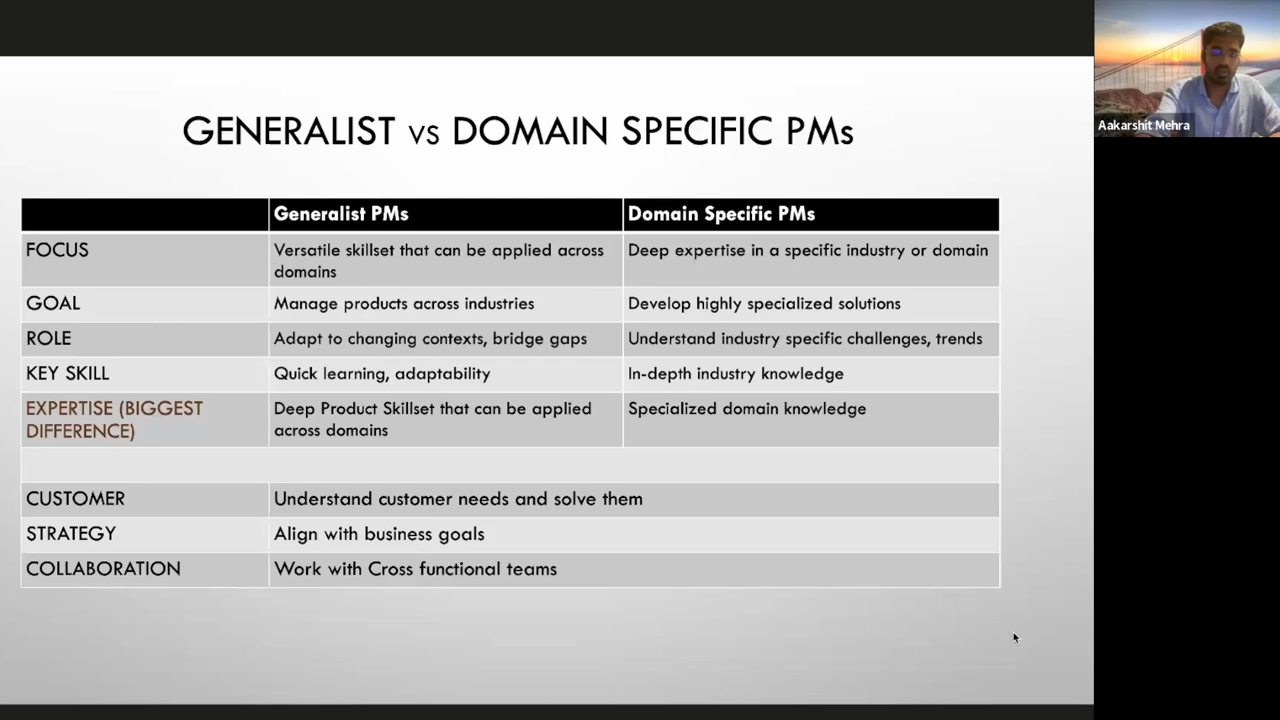 GENERALIST vs DOMAIN SPECIFIC PMs
Generalist PMs Domain Specific PMs
FOCUS Versatile skillset that can be applied across domains Deep expertise in a specific industry or domain
GOAL Manage products across industries Develop highly specialized solutions
ROLE Adapt to changing contexts, bridge gaps Understand industry specific challenges, trends
KEY SKILL Quick learning, adaptability In-depth industry knowledge
EXPERTISE (BIGGEST DIFFERENCE) Deep Product Skillset that can be applied across domains Specialized domain knowledge
CUSTOMER Understand customer needs and solve them
STRATEGY Align with business goals
COLLABORATION Work with Cross functional teams
Aakarshit Mehra